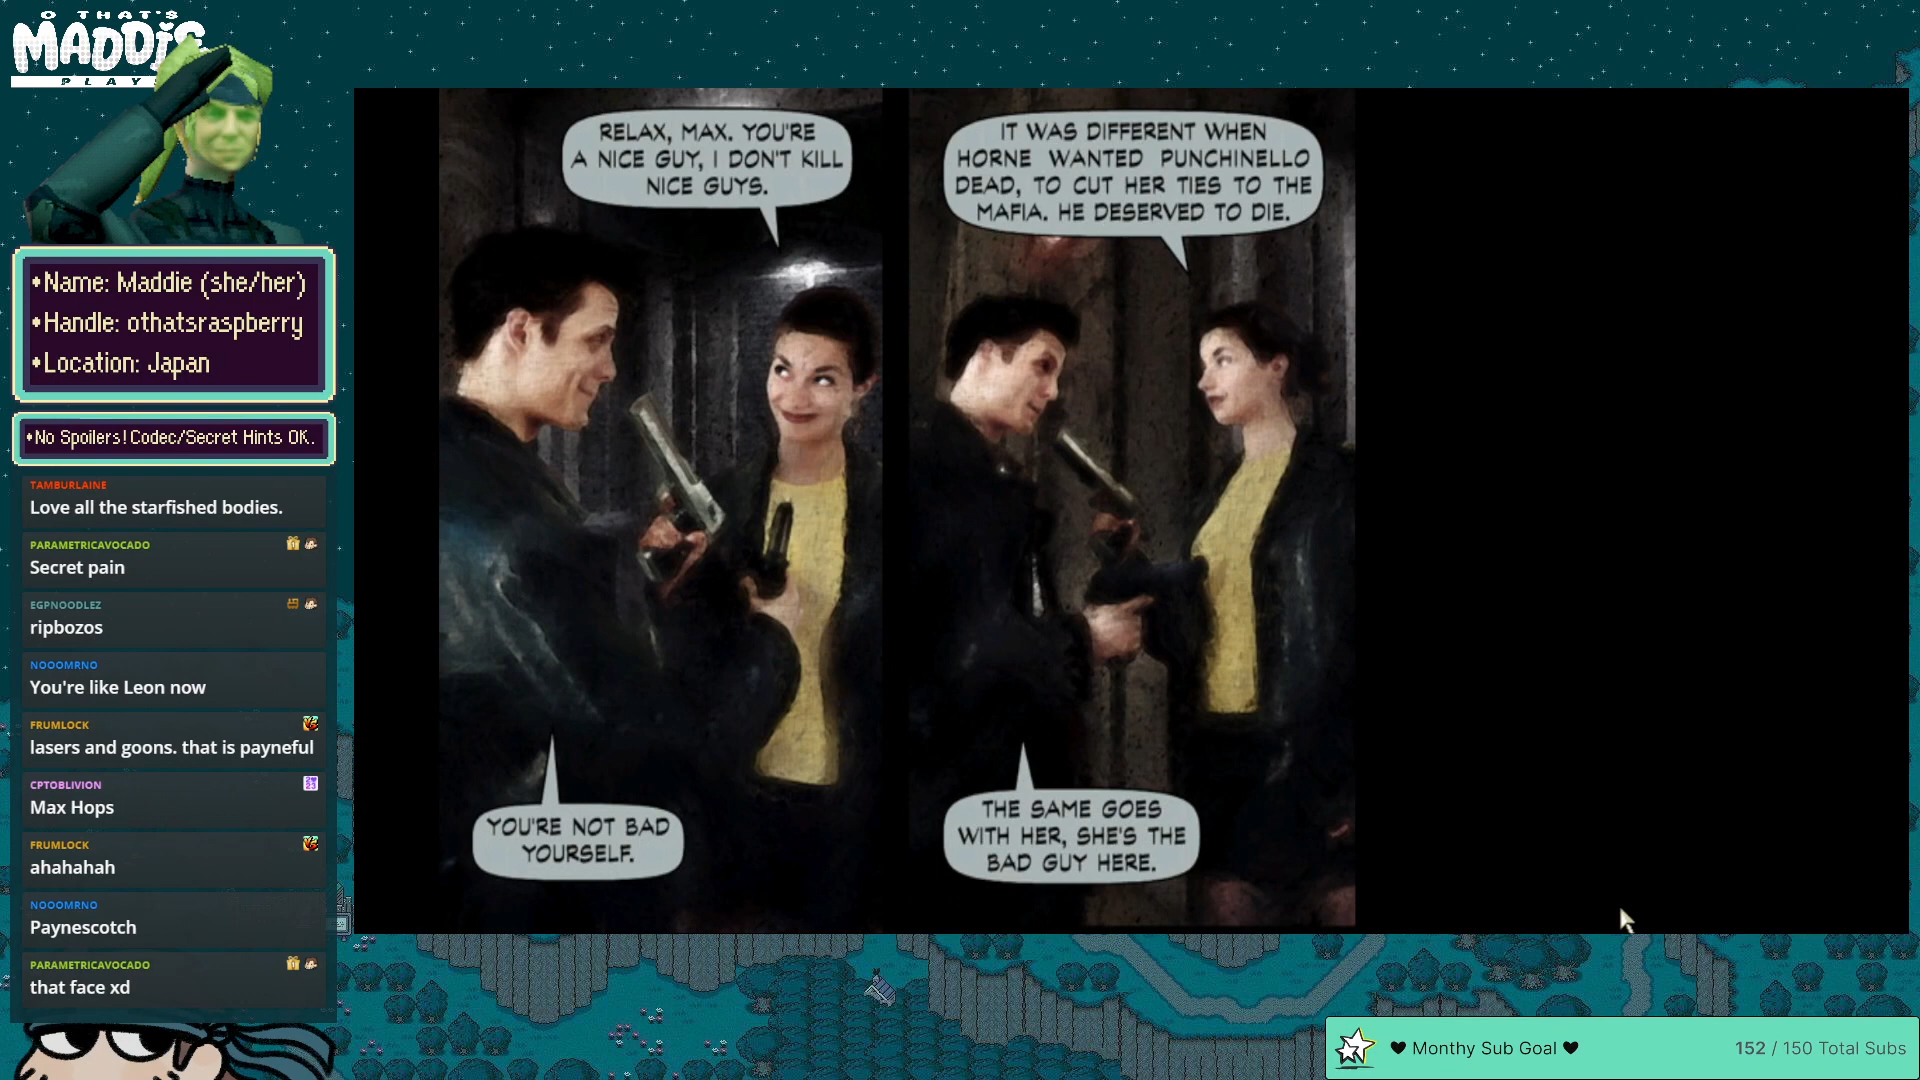 O THAT'S
MADDIE
PLAYS
•Name: Maddie (she/her)
•Handle: othatsraspberry
•Location: Japan
•No Spoilers! Codec/Secret Hints OK.
TAMBURLAINE
Love all the starfished bodies.
PARAMETRICAVOCADO
Secret pain
EGPNOODLEZ
ripbozos
NOOOMRNO
You're like Leon now
FRUMLOCK
lasers and goons. that is payneful
CPTOBLIVION
Max Hops
FRUMLOCK
ahahahah
NOOOMRNO
Paynescotch
PARAMETRICAVOCADO
that face xd
RELAX, MAX. YOU'RE
A NICE GUY, I DON'T KILL
NICE GUYS.
YOU'RE NOT BAD
YOURSELF.
IT WAS DIFFERENT WHEN
HORNE WANTED PUNCHINELLO
DEAD, TO CUT HER TIES TO THE
MAFIA. HE DESERVED TO DIE.
THE SAME GOES
WITH HER, SHE'S THE
BAD GUY HERE.
♥ Monthy Sub Goal ♥
152 / 150 Total Subs